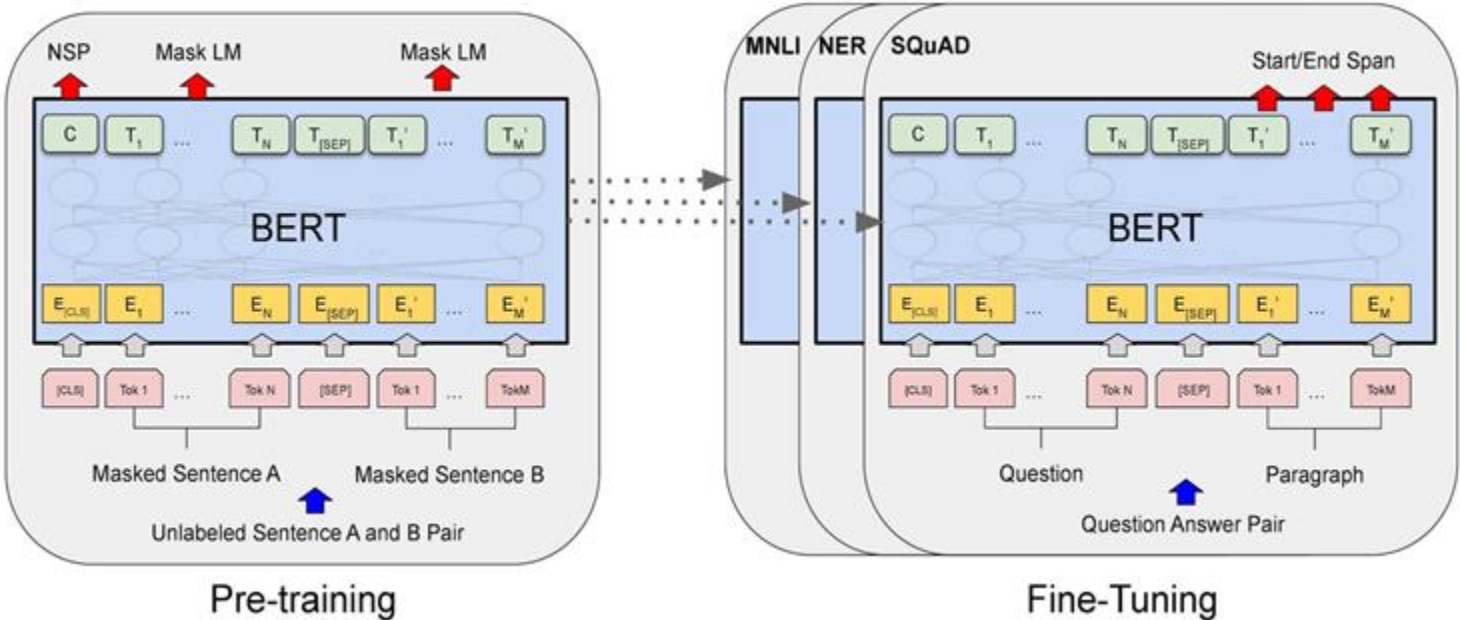 NSP Mask LM Mask LM
C T1 ... TN T[SEP] T1' ... TM'
BERT
E[CLS] E1 ... EN E[SEP] E1' ... EM'
[CLS] Tok 1 ... Tok N [SEP] Tok 1 ... TokM
Masked Sentence A Masked Sentence B
Unlabeled Sentence A and B Pair
Pre-training
MNLI NER SQuAD
Start/End Span
C T1 ... TN T[SEP] T1' ... TM'
BERT
E[CLS] E1 ... EN E[SEP] E1' ... EM'
[CLS] Tok 1 ... Tok N [SEP] Tok 1 ... TokM
Question Paragraph
Question Answer Pair
Fine-Tuning